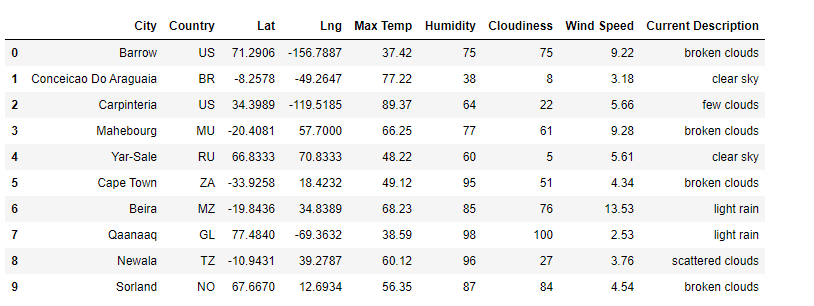 City Country Lat Lng Max Temp Humidity Cloudiness Wind Speed Current Description
0 Barrow US 71.2906 -156.7887 37.42 75 75 9.22 broken clouds
1 Conceicao Do Araguaia BR -8.2578 -49.2647 77.22 38 8 3.18 clear sky
2 Carpinteria US 34.3989 -119.5185 89.37 64 22 5.66 few clouds
3 Mahebourg MU -20.4081 57.7000 66.25 77 61 9.28 broken clouds
4 Yar-Sale RU 66.8333 70.8333 48.22 60 5 5.61 clear sky
5 Cape Town ZA -33.9258 18.4232 49.12 95 51 4.34 broken clouds
6 Beira MZ -19.8436 34.8389 68.23 85 76 13.53 light rain
7 Qaanaaq GL 77.4840 -69.3632 38.59 98 100 2.53 light rain
8 Newala TZ -10.9431 39.2787 60.12 96 27 3.76 scattered clouds
9 Sorland NO 67.6670 12.6934 56.35 87 84 4.54 broken clouds